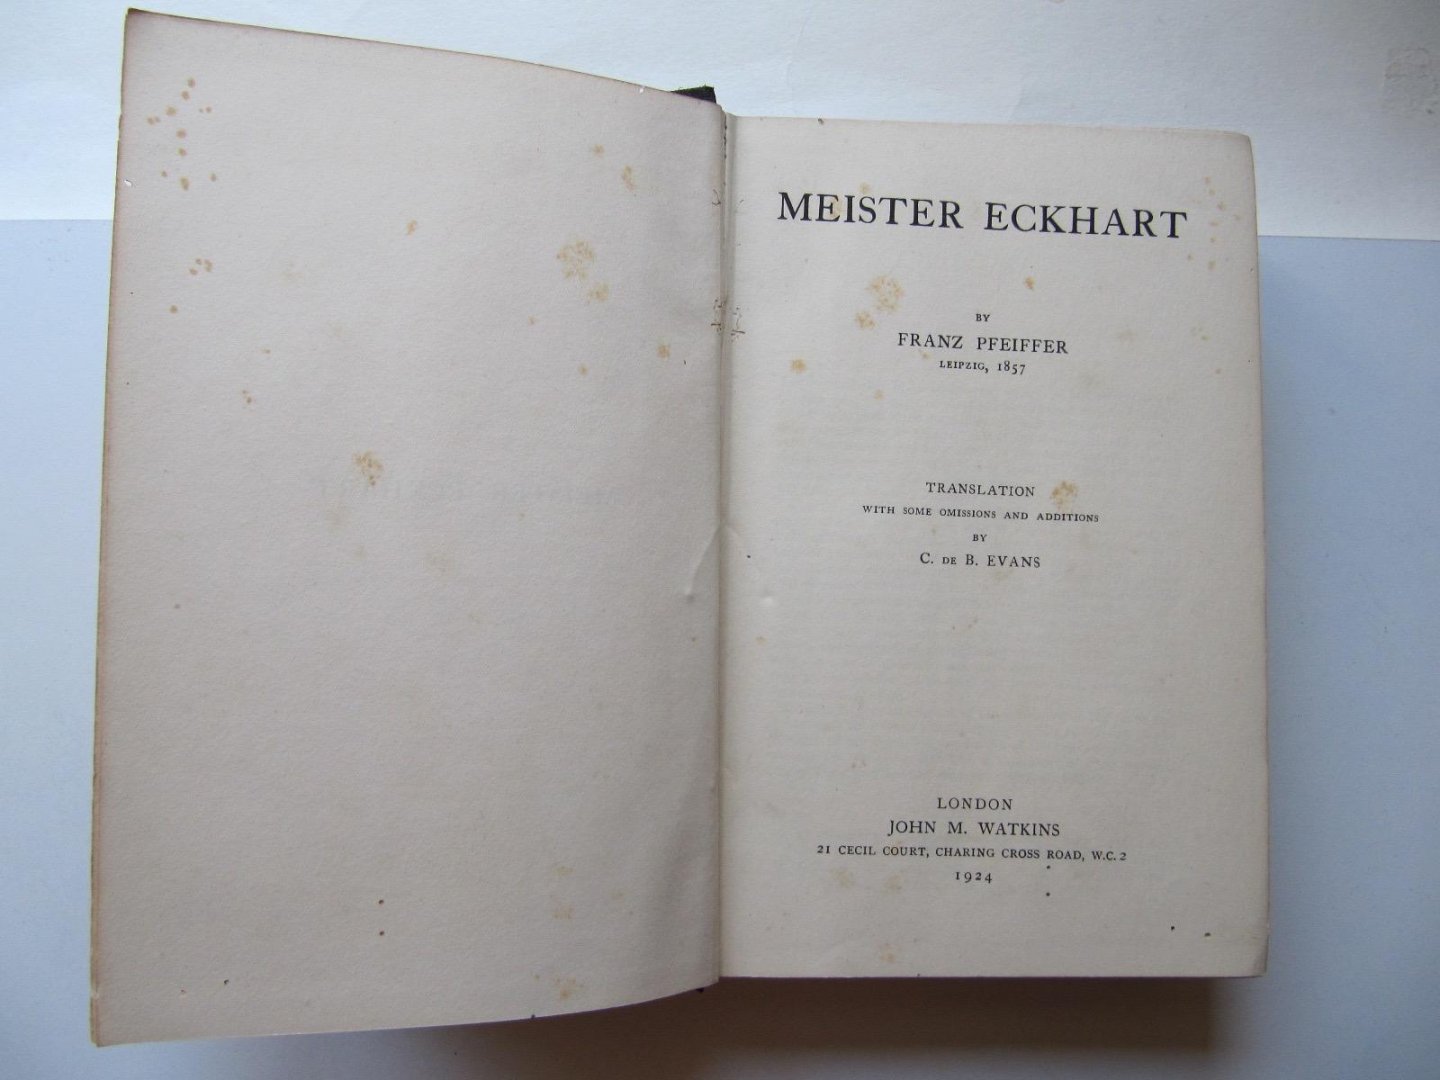 MEISTER ECKHART
BY
FRANZ PFEIFFER
LEIPZIG, 1857
TRANSLATION
WITH SOME OMISSIONS AND ADDITIONS
BY
C. DE B. EVANS
LONDON
JOHN M. WATKINS
21 CECIL COURT, CHARING CROSS ROAD, W.C.2
1924